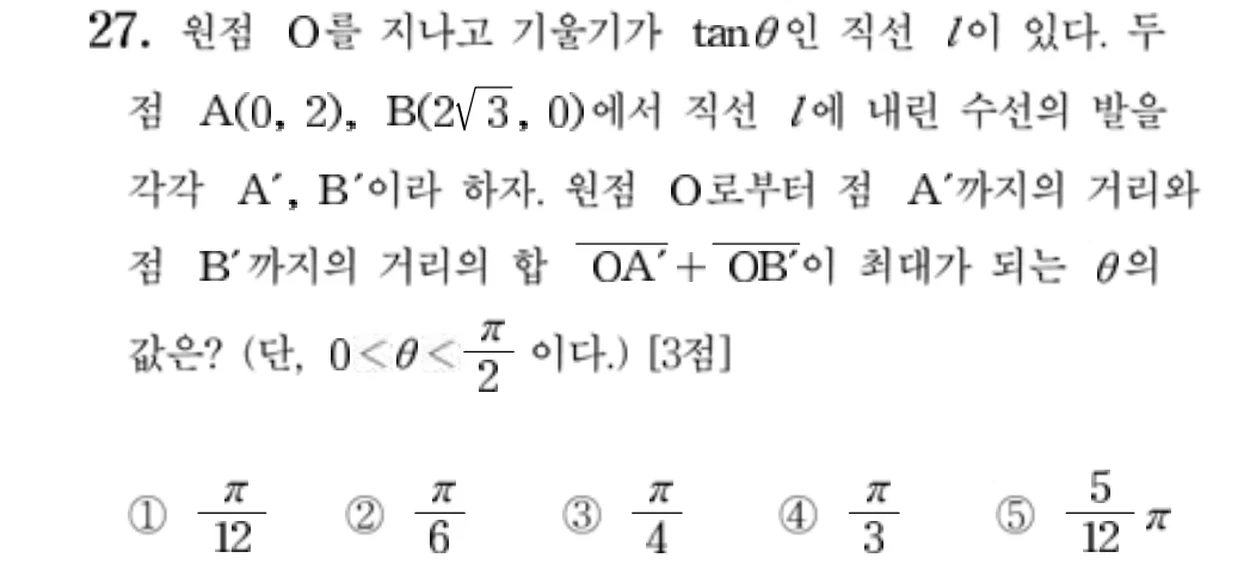 27. 원점 O를 지나고 기울기가 tanθ인 직선 l이 있다. 두
점 A(0, 2), B(2√3, 0)에서 직선 l에 내린 수선의 발을
각각 A′, B′이라 하자. 원점 O로부터 점 A′까지의 거리와
점 B′까지의 거리의 합 OA′+OB′이 최대가 되는 θ의
값은? (단, 0<θ<π/2 이다.) [3점]
① π/12 ② π/6 ③ π/4 ④ π/3 ⑤ 5/12 π